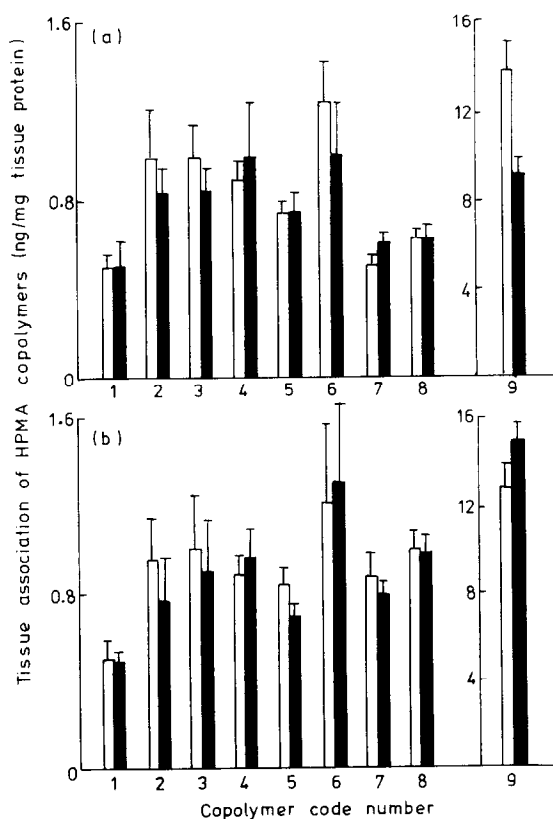 Tissue association of HPMA copolymers (ng/mg tissue protein)
(a)
1.6
0.8
0
1 2 3 4 5 6 7 8
16
12
8
4
9
(b)
1.6
0.8
0
1 2 3 4 5 6 7 8
16
12
8
4
9
Copolymer code number